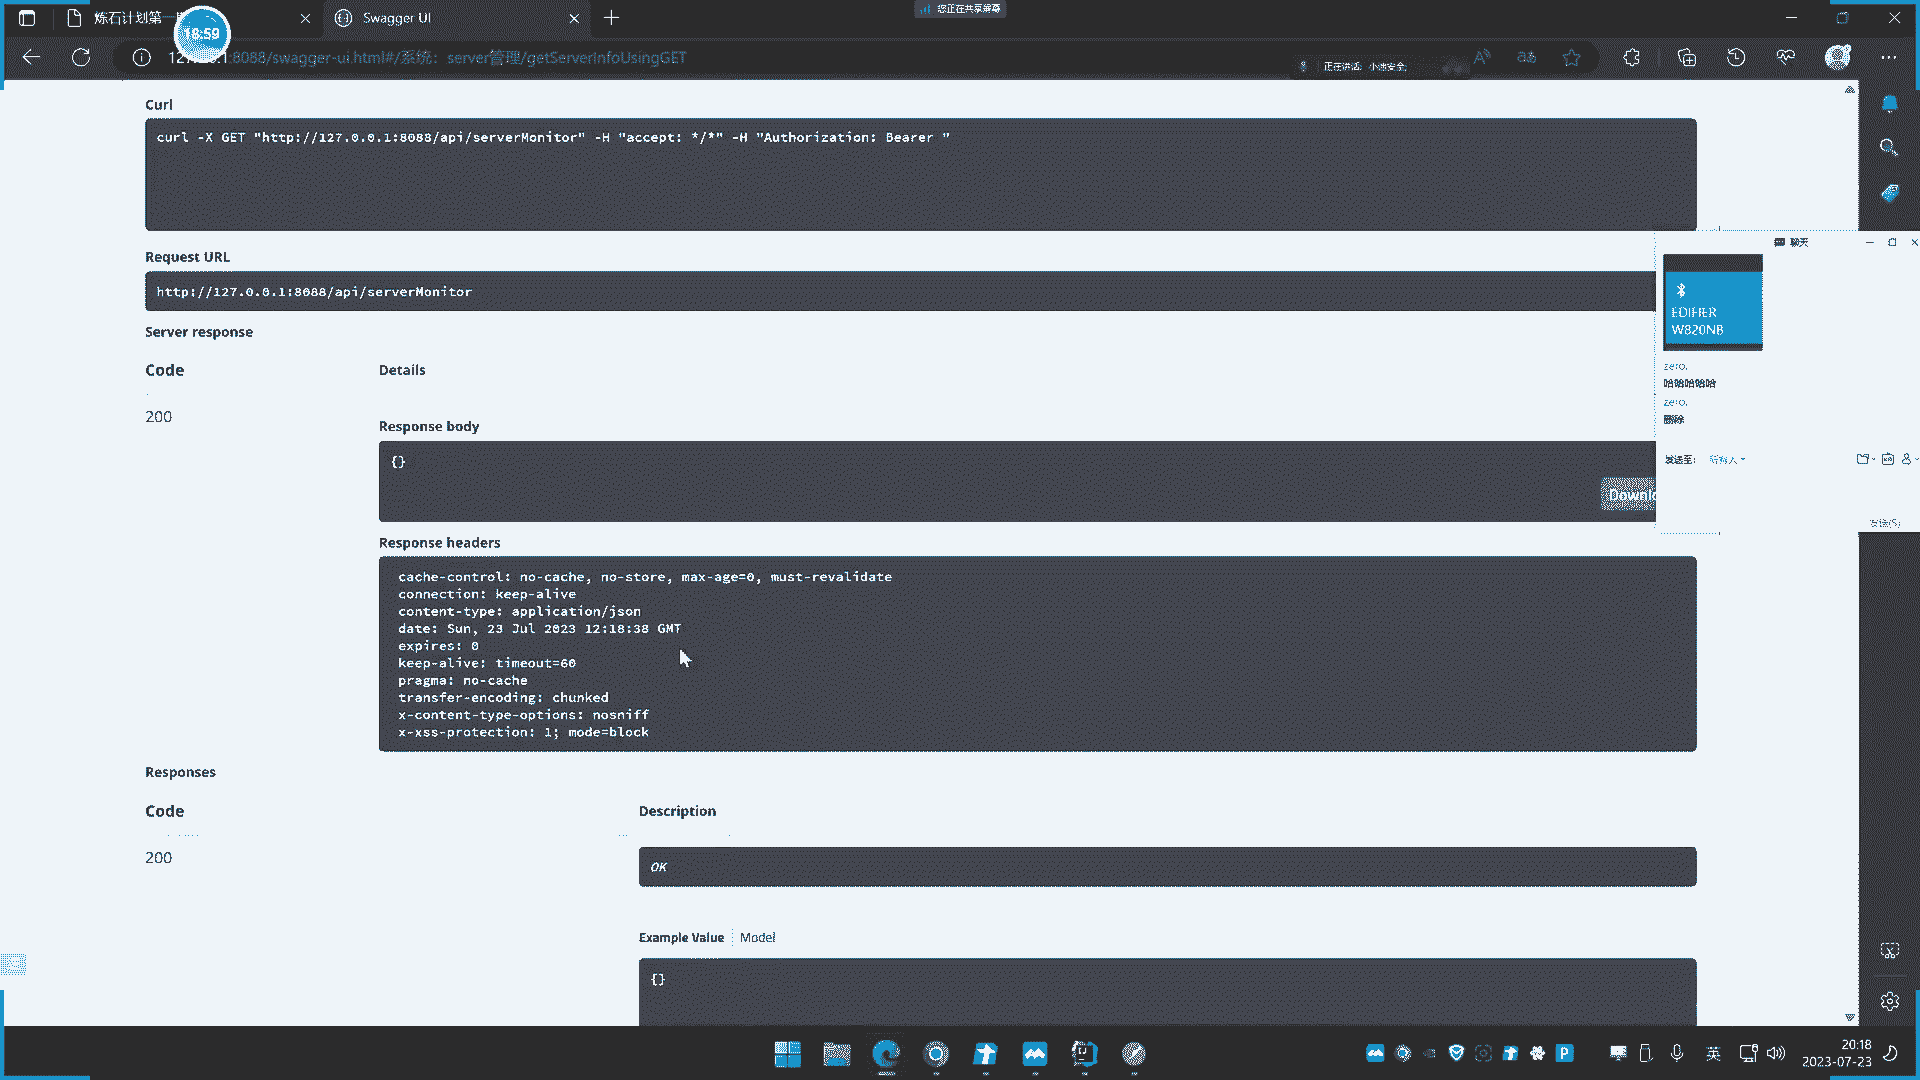 您正在共享屏幕
炼石计划第一
18:59
Swagger UI
:8088/swagger-ui.html#/系统：server管理/getServerInfoUsingGET
正在讲话: 小迪安全;
Curl
curl -X GET "http://127.0.0.1:8088/api/serverMonitor" -H "accept: */*" -H "Authorization: Bearer "
Request URL
http://127.0.0.1:8088/api/serverMonitor
Server response
Code
Details
200
Response body
{}
Downlo
Response headers
cache-control: no-cache, no-store, max-age=0, must-revalidate
connection: keep-alive
content-type: application/json
date: Sun, 23 Jul 2023 12:18:38 GMT
expires: 0
keep-alive: timeout=60
pragma: no-cache
transfer-encoding: chunked
x-content-type-options: nosniff
x-xss-protection: 1; mode=block
Responses
Code
Description
200
OK
Example Value
Model
{}
聊天
EDIFIER
W820NB
zero.
哈哈哈哈哈
zero.
删除
发送至:
所有人
发送(S)
英
20:18
2023-07-23